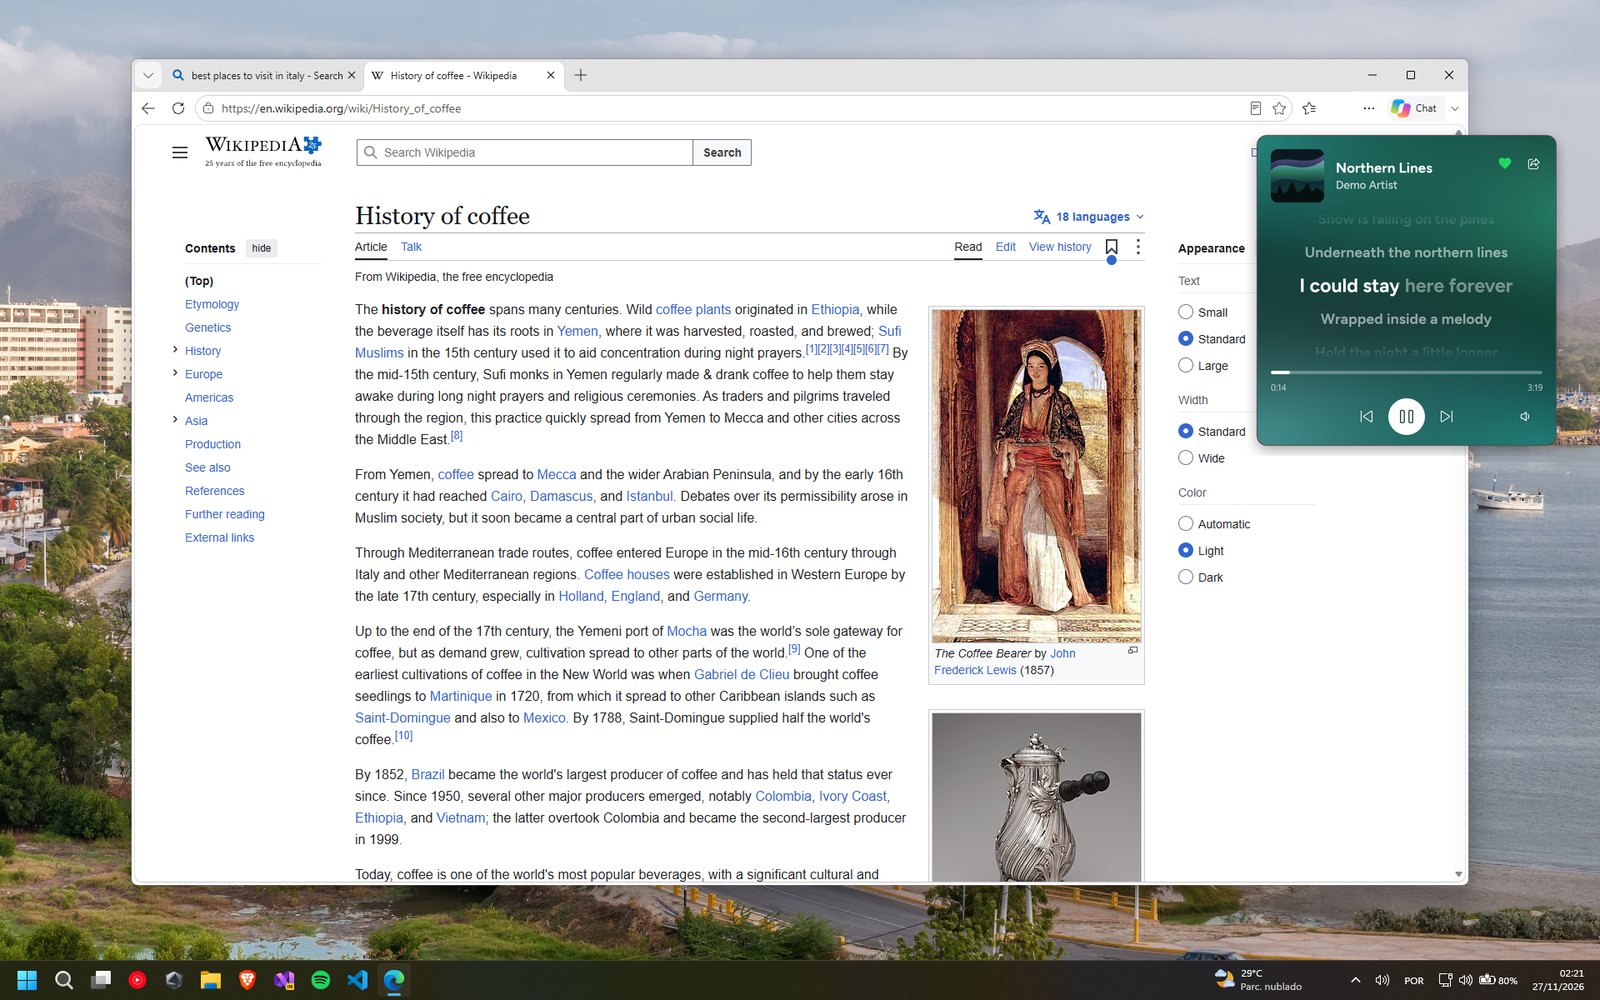 best places to visit in italy - Search
History of coffee - Wikipedia
https://en.wikipedia.org/wiki/History_of_coffee
Chat
WIKIPEDIA
25 years of the free encyclopedia
Search Wikipedia
Search
History of coffee
18 languages
Article
Talk
Read
Edit
View history
From Wikipedia, the free encyclopedia
Contents
hide
(Top)
Etymology
Genetics
History
Europe
Americas
Asia
Production
See also
References
Further reading
External links
The history of coffee spans many centuries. Wild coffee plants originated in Ethiopia, while
the beverage itself has its roots in Yemen, where it was harvested, roasted, and brewed; Sufi
Muslims in the 15th century used it to aid concentration during night prayers.[1][2][3][4][5][6][7] By
the mid-15th century, Sufi monks in Yemen regularly made & drank coffee to help them stay
awake during long night prayers and religious ceremonies. As traders and pilgrims traveled
through the region, this practice quickly spread from Yemen to Mecca and other cities across
the Middle East.[8]
From Yemen, coffee spread to Mecca and the wider Arabian Peninsula, and by the early 16th
century it had reached Cairo, Damascus, and Istanbul. Debates over its permissibility arose in
Muslim society, but it soon became a central part of urban social life.
Through Mediterranean trade routes, coffee entered Europe in the mid-16th century through
Italy and other Mediterranean regions. Coffee houses were established in Western Europe by
the late 17th century, especially in Holland, England, and Germany.
Up to the end of the 17th century, the Yemeni port of Mocha was the world's sole gateway for
coffee, but as demand grew, cultivation spread to other parts of the world.[9] One of the
earliest cultivations of coffee in the New World was when Gabriel de Clieu brought coffee
seedlings to Martinique in 1720, from which it spread to other Caribbean islands such as
Saint-Domingue and also to Mexico. By 1788, Saint-Domingue supplied half the world's
coffee.[10]
By 1852, Brazil became the world's largest producer of coffee and has held that status ever
since. Since 1950, several other major producers emerged, notably Colombia, Ivory Coast,
Ethiopia, and Vietnam; the latter overtook Colombia and became the second-largest producer
in 1999.
Today, coffee is one of the world's most popular beverages, with a significant cultural and
The Coffee Bearer by John
Frederick Lewis (1857)
Appearance
Text
Small
Standard
Large
Width
Standard
Wide
Color
Automatic
Light
Dark
Northern Lines
Demo Artist
Snow is falling on the pines
Underneath the northern lines
I could stay here forever
Wrapped inside a melody
Hold the night a little longer
0:14
3:19
29°C
Parc. nublado
POR
80%
02:21
27/11/2026